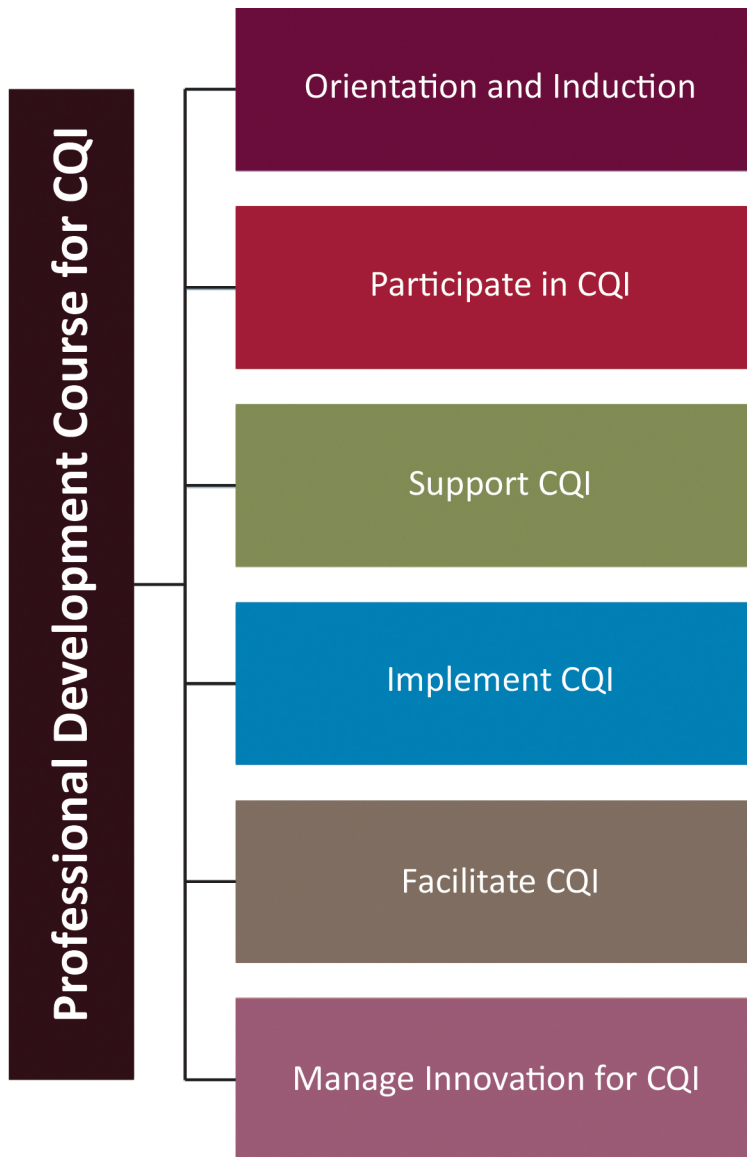 Professional Development Course for CQI
Orientation and Induction
Participate in CQI
Support CQI
Implement CQI
Facilitate CQI
Manage Innovation for CQI